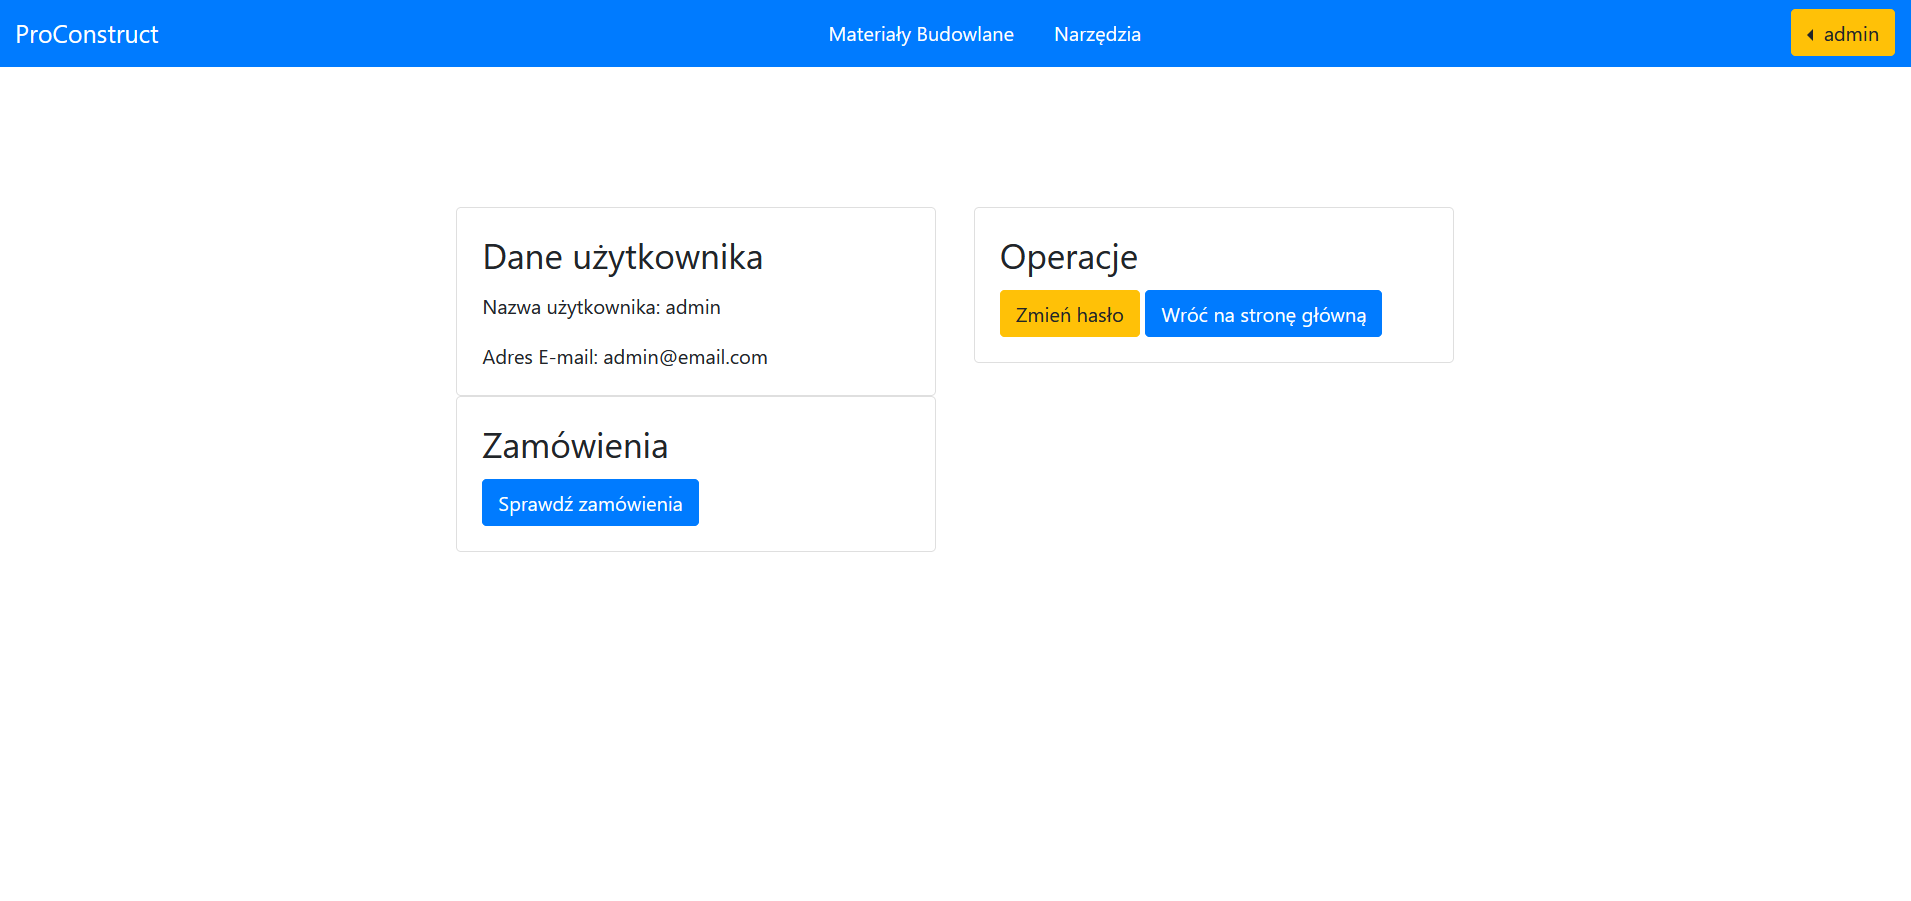 ProConstruct
Materiały Budowlane
Narzędzia
admin
Dane użytkownika
Nazwa użytkownika: admin
Adres E-mail: admin@email.com
Zamówienia
Sprawdź zamówienia
Operacje
Zmień hasło
Wróć na stronę główną